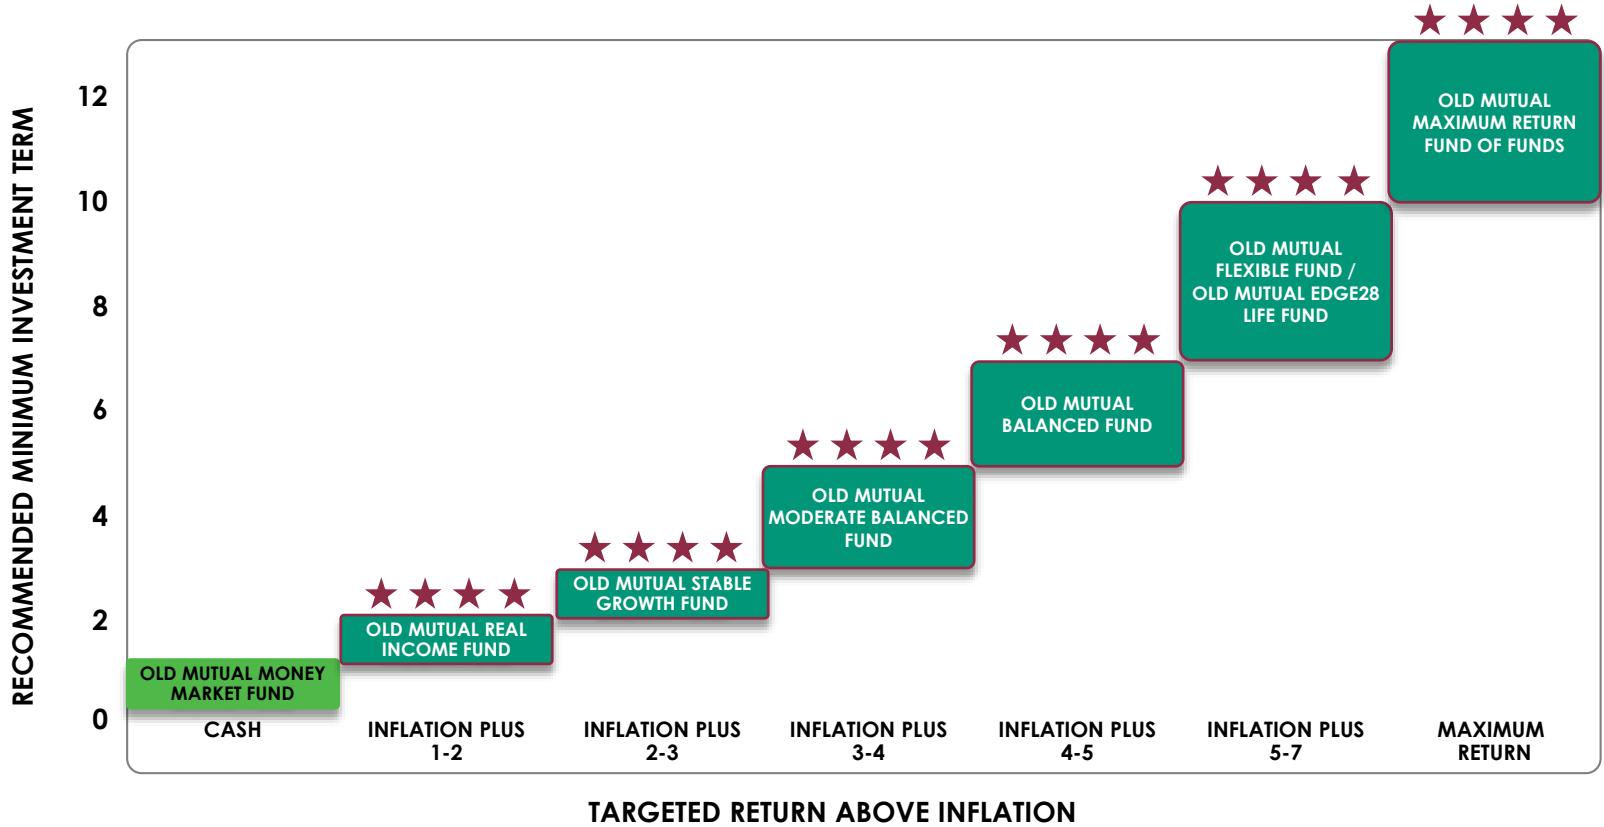 RECOMMENDED MINIMUM INVESTMENT TERM
12
10
8
6
4
2
0
OLD MUTUAL MONEY
MARKET FUND
OLD MUTUAL REAL
INCOME FUND
OLD MUTUAL STABLE
GROWTH FUND
OLD MUTUAL
MODERATE BALANCED
FUND
OLD MUTUAL
BALANCED FUND
OLD MUTUAL
FLEXIBLE FUND /
OLD MUTUAL EDGE28
LIFE FUND
OLD MUTUAL
MAXIMUM RETURN
FUND OF FUNDS
CASH
INFLATION PLUS
1-2
INFLATION PLUS
2-3
INFLATION PLUS
3-4
INFLATION PLUS
4-5
INFLATION PLUS
5-7
MAXIMUM
RETURN
TARGETED RETURN ABOVE INFLATION